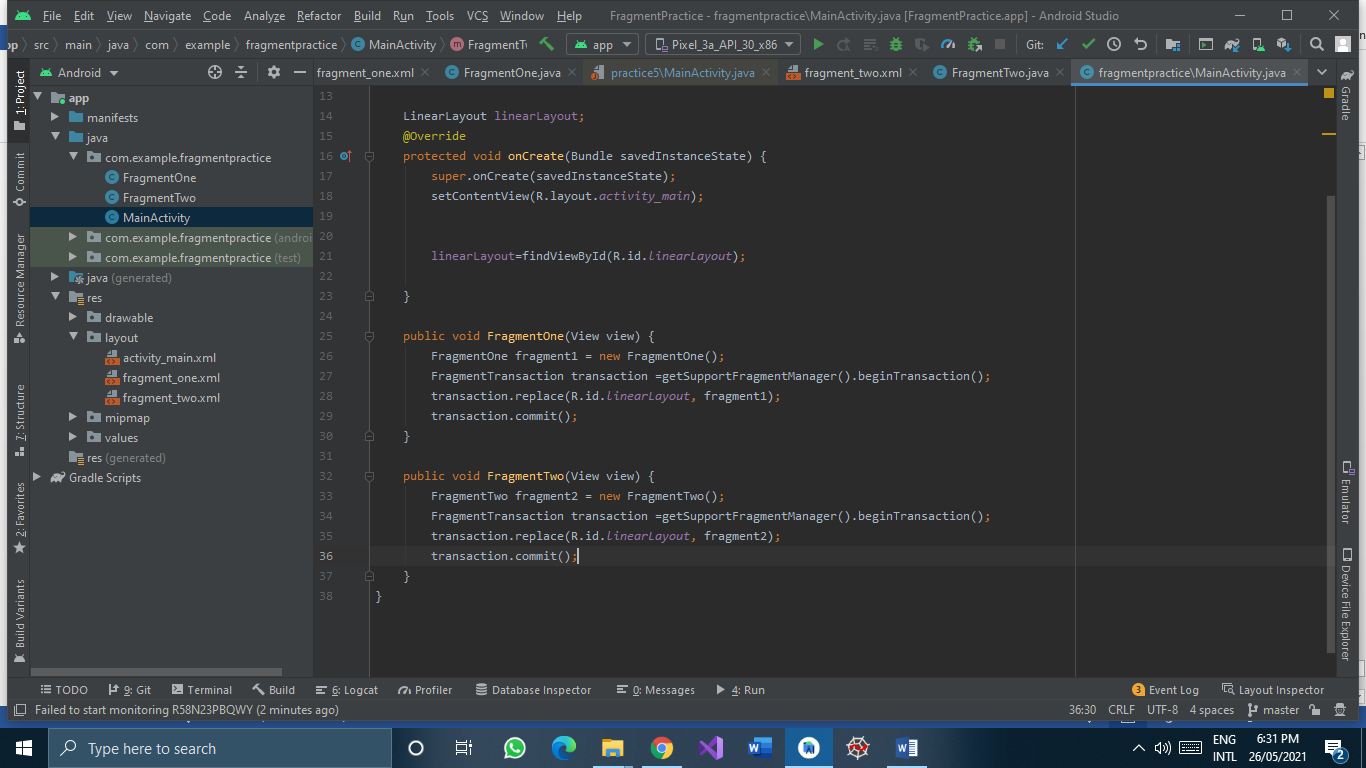 File Edit View Navigate Code Analyze Refactor Build Run Tools VCS Window Help FragmentPractice - fragmentpractice\MainActivity.java [FragmentPractice.app] - Android Studio
src main java com example fragmentpractice MainActivity app Pixel_3a_API_30_x86 Git:
Android fragment_one.xml FragmentOne.java practice5\MainActivity.java fragment_two.xml FragmentTwo.java fragmentpractice\MainActivity.java
1: Project
Commit
Resource Manager
7: Structure
2: Favorites
Build Variants
app
manifests
java
com.example.fragmentpractice
FragmentOne
FragmentTwo
MainActivity
com.example.fragmentpractice
com.example.fragmentpractice (test)
java (generated)
res
drawable
layout
activity_main.xml
fragment_one.xml
fragment_two.xml
mipmap
values
res (generated)
Gradle Scripts
13
14 LinearLayout linearLayout;
15 @Override
16 protected void onCreate(Bundle savedInstanceState) {
17 super.onCreate(savedInstanceState);
18 setContentView(R.layout.activity_main);
19
20
21 linearLayout=findViewById(R.id.linearLayout);
22
23 }
24
25 public void FragmentOne(View view) {
26 FragmentOne fragment1 = new FragmentOne();
27 FragmentTransaction transaction =getSupportFragmentManager().beginTransaction();
28 transaction.replace(R.id.linearLayout, fragment1);
29 transaction.commit();
30 }
31
32 public void FragmentTwo(View view) {
33 FragmentTwo fragment2 = new FragmentTwo();
34 FragmentTransaction transaction =getSupportFragmentManager().beginTransaction();
35 transaction.replace(R.id.linearLayout, fragment2);
36 transaction.commit();
37 }
38 }
Gradle
Emulator
Device File Explorer
TODO 9: Git Terminal Build 6: Logcat Profiler Database Inspector 0: Messages 4: Run 3 Event Log Layout Inspector
Failed to start monitoring R58N23PBQWY (2 minutes ago) 36:30 CRLF UTF-8 4 spaces master
Type here to search
ENG 6:31 PM
INTL 26/05/2021 2